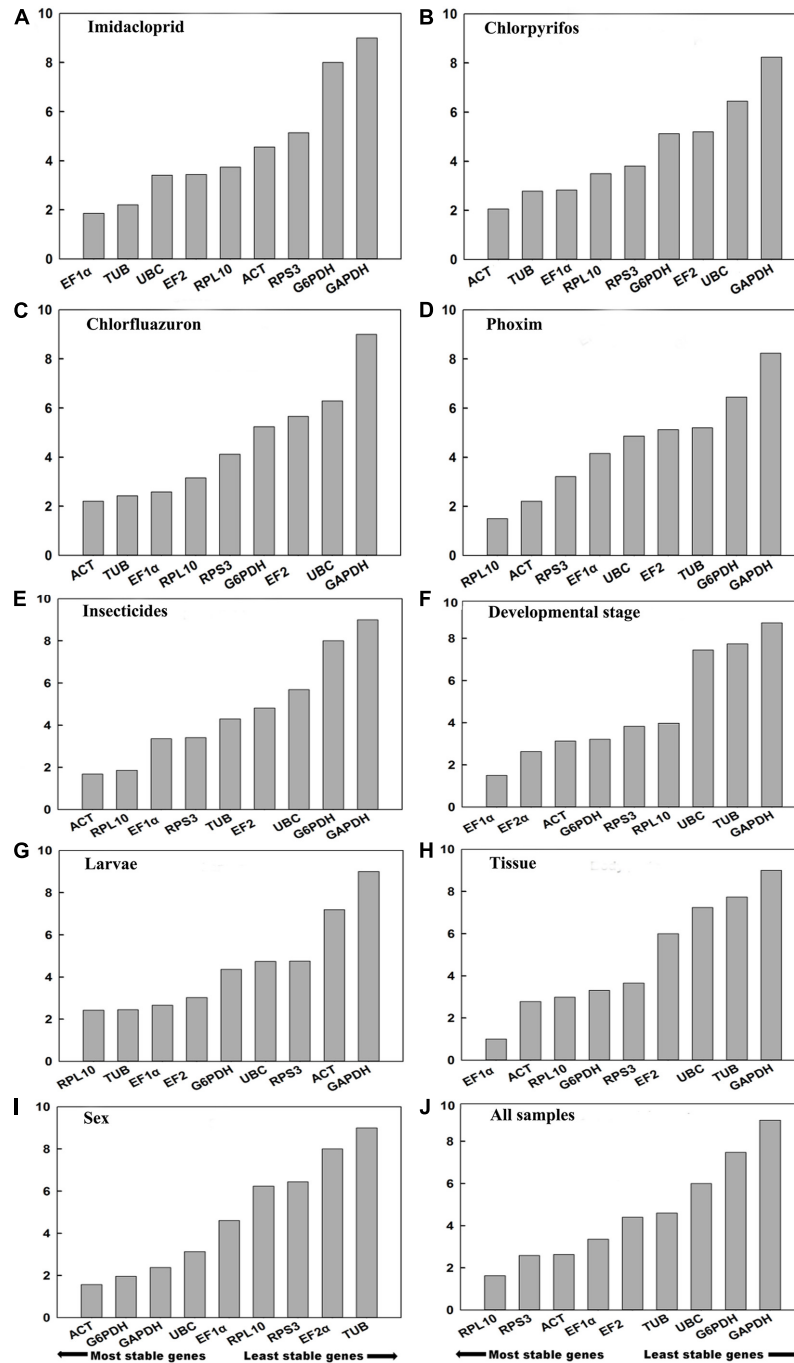 A
Imidacloprid
10
8
6
4
2
0
EF1α TUB UBC EF2 RPL10 ACT RPS3 G6PDH GAPDH
B
Chlorpyrifos
10
8
6
4
2
0
ACT TUB EF1α RPL10 RPS3 G6PDH EF2 UBC GAPDH
C
Chlorfluazuron
10
8
6
4
2
0
ACT TUB EF1α RPL10 RPS3 G6PDH EF2 UBC GAPDH
D
Phoxim
10
8
6
4
2
0
RPL10 ACT RPS3 EF1α UBC EF2 TUB G6PDH GAPDH
E
Insecticides
10
8
6
4
2
0
ACT RPL10 EF1α RPS3 TUB EF2 UBC G6PDH GAPDH
F
Developmental stage
10
8
6
4
2
0
EF1α EF2α ACT G6PDH RPS3 RPL10 UBC TUB GAPDH
G
Larvae
10
8
6
4
2
0
RPL10 TUB EF1α EF2 G6PDH UBC RPS3 ACT GAPDH
H
Tissue
10
8
6
4
2
0
EF1α ACT RPL10 G6PDH RPS3 EF2 UBC TUB GAPDH
I
Sex
10
8
6
4
2
0
ACT G6PDH GAPDH UBC EF1α RPL10 RPS3 EF2α TUB
Most stable genes Least stable genes
J
All samples
10
8
6
4
2
0
RPL10 RPS3 ACT EF1α EF2 TUB UBC G6PDH GAPDH
Most stable genes Least stable genes